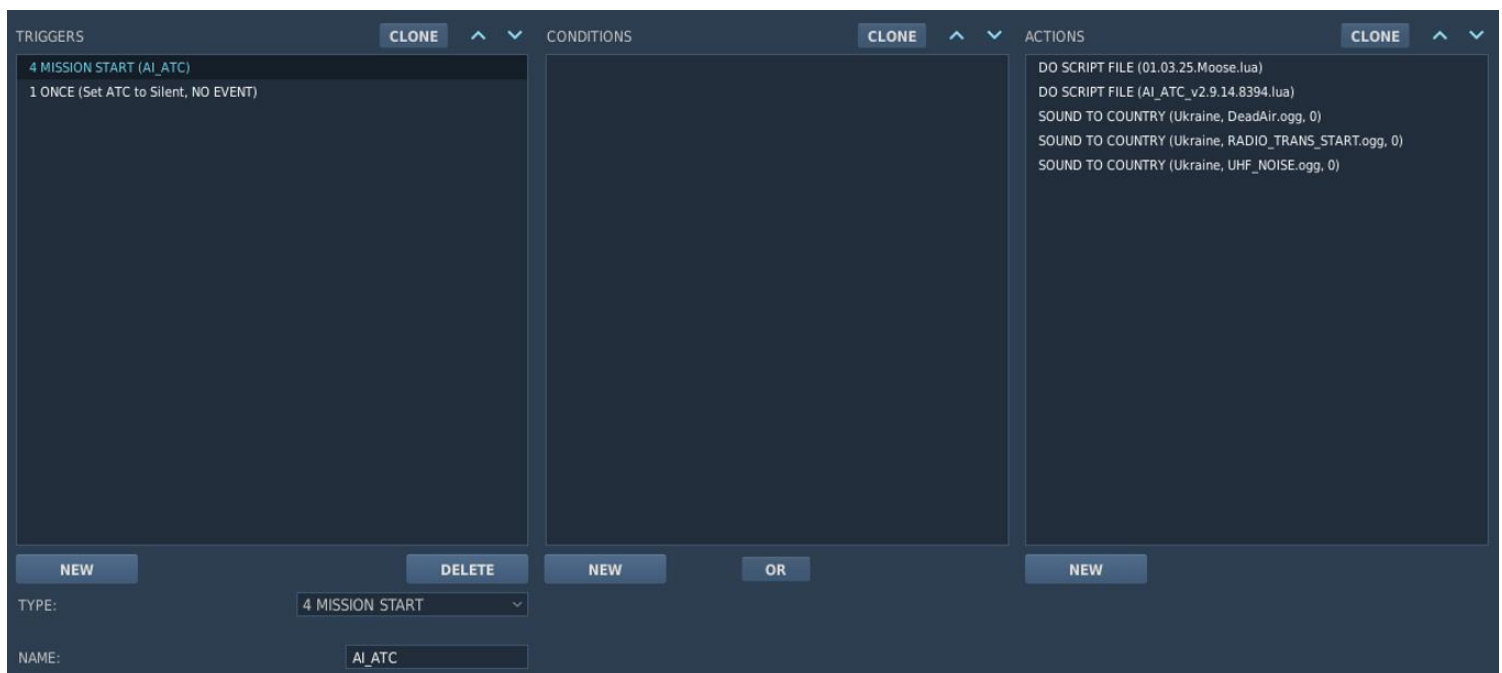 TRIGGERS CLONE
4 MISSION START (AI_ATC)
1 ONCE (Set ATC to Silent, NO EVENT)
NEW DELETE
TYPE: 4 MISSION START
NAME: AI_ATC
CONDITIONS CLONE
NEW OR
ACTIONS CLONE
DO SCRIPT FILE (01.03.25.Moose.lua)
DO SCRIPT FILE (AI_ATC_v2.9.14.8394.lua)
SOUND TO COUNTRY (Ukraine, DeadAir.ogg, 0)
SOUND TO COUNTRY (Ukraine, RADIO_TRANS_START.ogg, 0)
SOUND TO COUNTRY (Ukraine, UHF_NOISE.ogg, 0)
NEW